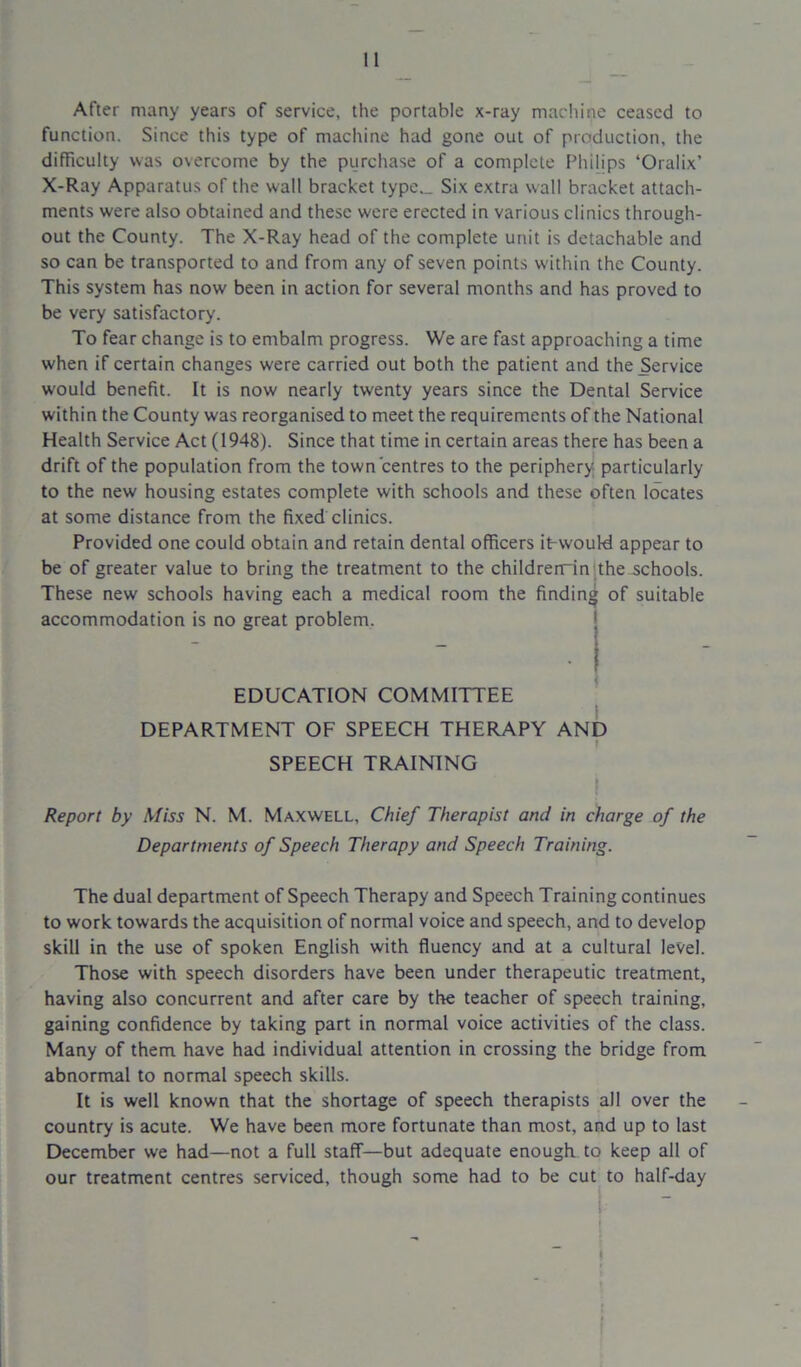 11
After many years of service, the portable x-ray machine ceased to
function. Since this type of machine had gone out of production, the
difficulty was overcome by the purchase of a complete Philips ‘Oralix’
X-Ray Apparatus of the wall bracket type. Six extra wall bracket attach-
ments were also obtained and these were erected in various clinics through-
out the County. The X-Ray head of the complete unit is detachable and
so can be transported to and from any of seven points within the County.
This system has now been in action for several months and has proved to
be very satisfactory.
To fear change is to embalm progress. We are fast approaching a time
when if certain changes were carried out both the patient and the Service
would benefit. It is now nearly twenty years since the Dental Service
within the County was reorganised to meet the requirements of the National
Health Service Act (1948). Since that time in certain areas there has been a
drift of the population from the town centres to the periphery particularly
to the new housing estates complete with schools and these often locates
at some distance from the fixed clinics.
Provided one could obtain and retain dental officers it would appear to
be of greater value to bring the treatment to the children in the schools.
These new schools having each a medical room the finding of suitable
accommodation is no great problem.
EDUCATION COMMITTEE
DEPARTMENT OF SPEECH THERAPY AND
SPEECH TRAINING
Report by Miss N. M. MAXWELL, Chief Therapist and in charge of the
Departments of Speech Therapy and Speech Training.
The dual department of Speech Therapy and Speech Training continues
to work towards the acquisition of normal voice and speech, and to develop
skill in the use of spoken English with fluency and at a cultural level.
Those with speech disorders have been under therapeutic treatment,
having also concurrent and after care by the teacher of speech training,
gaining confidence by taking part in normal voice activities of the class.
Many of them have had individual attention in crossing the bridge from
abnormal to normal speech skills.
It is well known that the shortage of speech therapists all over the
country is acute. We have been more fortunate than most, and up to last
December we had—not a full staff—but adequate enough to keep all of
our treatment centres serviced, though some had to be cut to half-day